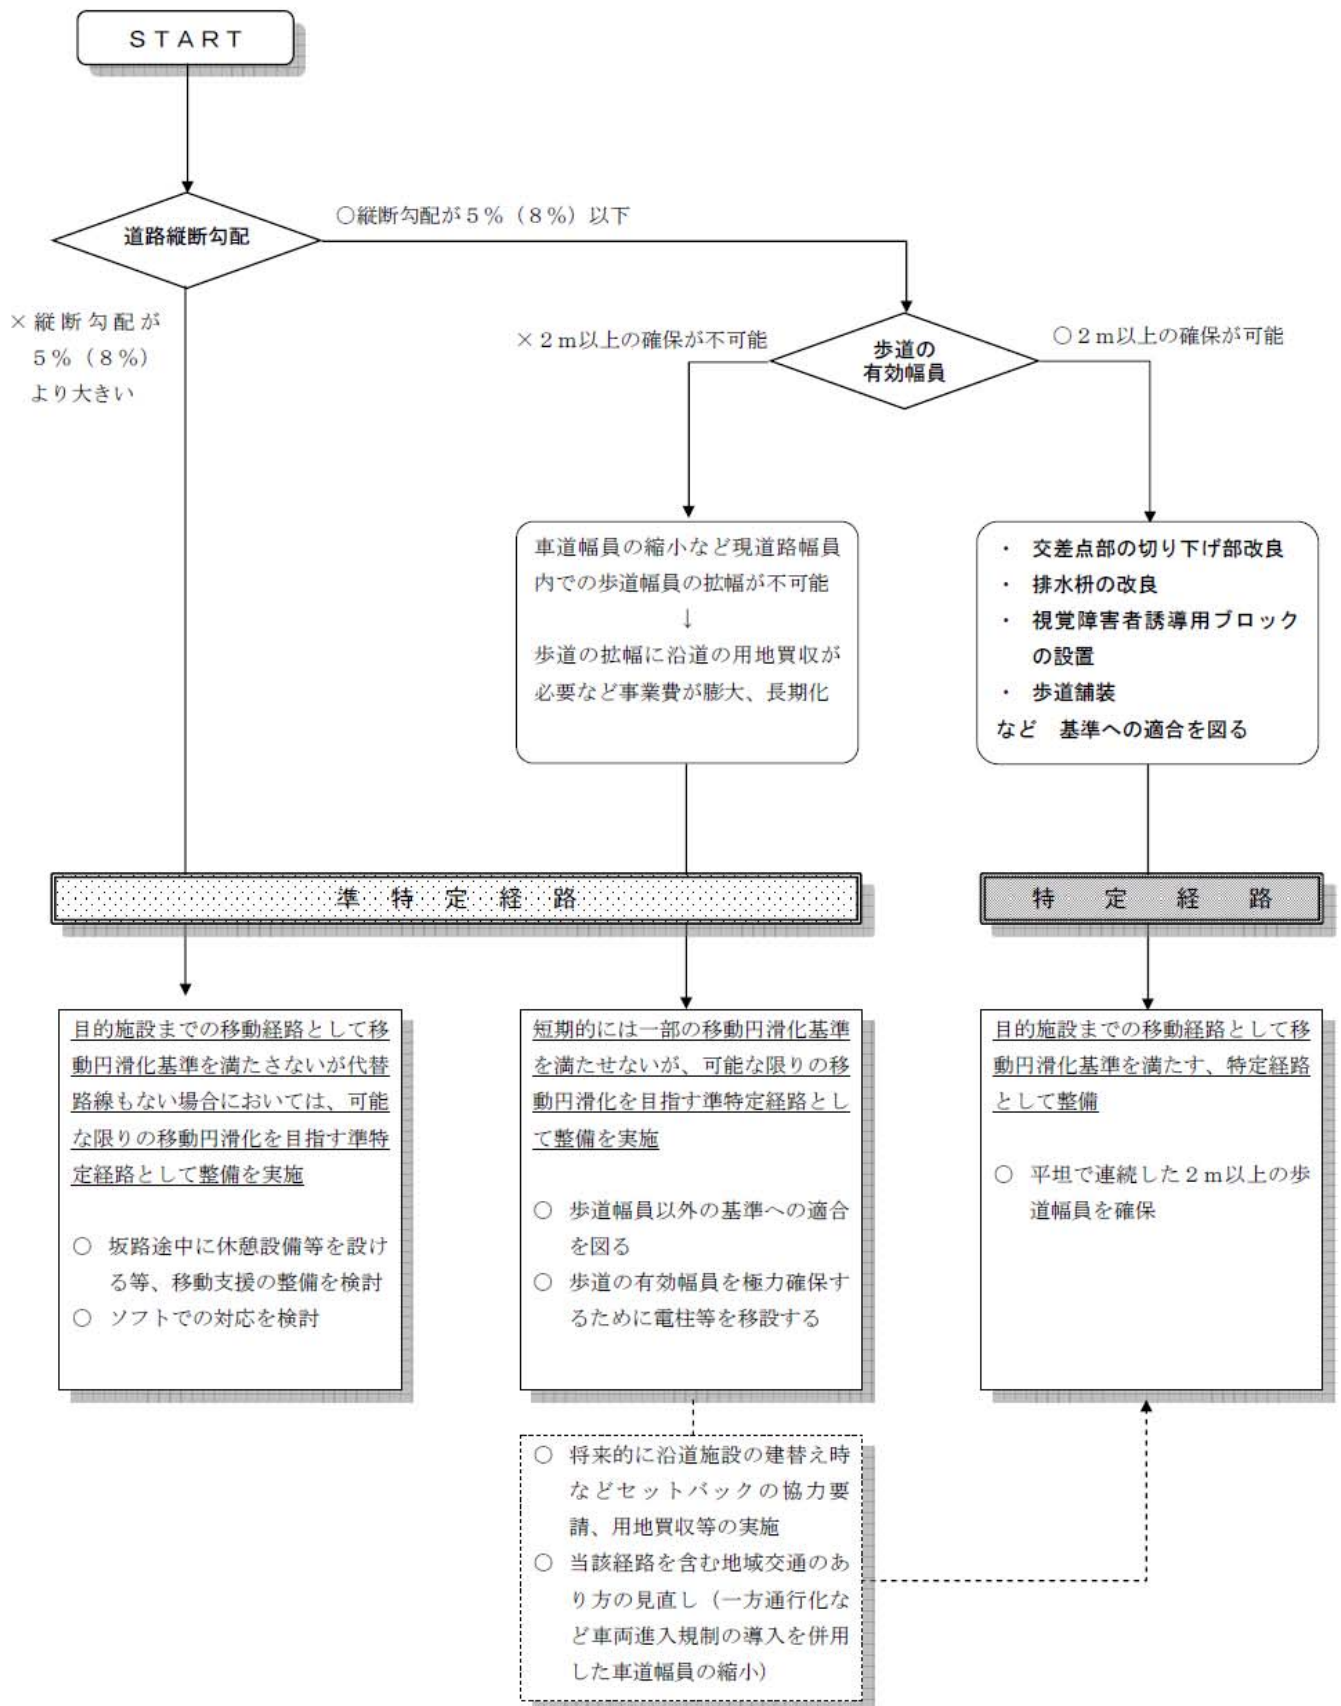 START
道路縦断勾配
○縦断勾配が5％（8％）以下
×縦断勾配が
5％（8％）
より大きい
×2m以上の確保が不可能
歩道の
有効幅員
○2m以上の確保が可能
車道幅員の縮小など現道路幅員
内での歩道幅員の拡幅が不可能
↓
歩道の拡幅に沿道の用地買収が
必要など事業費が膨大、長期化
・ 交差点部の切り下げ部改良
・ 排水枡の改良
・ 視覚障害者誘導用ブロック
の設置
・ 歩道舗装
など 基準への適合を図る
準特定経路
特定経路
目的施設までの移動経路として移
動円滑化基準を満たさないが代替
路線もない場合においては、可能
な限りの移動円滑化を目指す準特
定経路として整備を実施
○ 坂路途中に休憩設備等を設け
る等、移動支援の整備を検討
○ ソフトでの対応を検討
短期的には一部の移動円滑化基準
を満たせないが、可能な限りの移
動円滑化を目指す準特定経路とし
て整備を実施
○ 歩道幅員以外の基準への適合
を図る
○ 歩道の有効幅員を極力確保す
るために電柱等を移設する
目的施設までの移動経路として移
動円滑化基準を満たす、特定経路
として整備
○ 平坦で連続した2m以上の歩
道幅員を確保
○ 将来的に沿道施設の建替え時
などセットバックの協力要
請、用地買収等の実施
○ 当該経路を含む地域交通のあ
り方の見直し（一方通行化な
ど車両進入規制の導入を併用
した車道幅員の縮小）